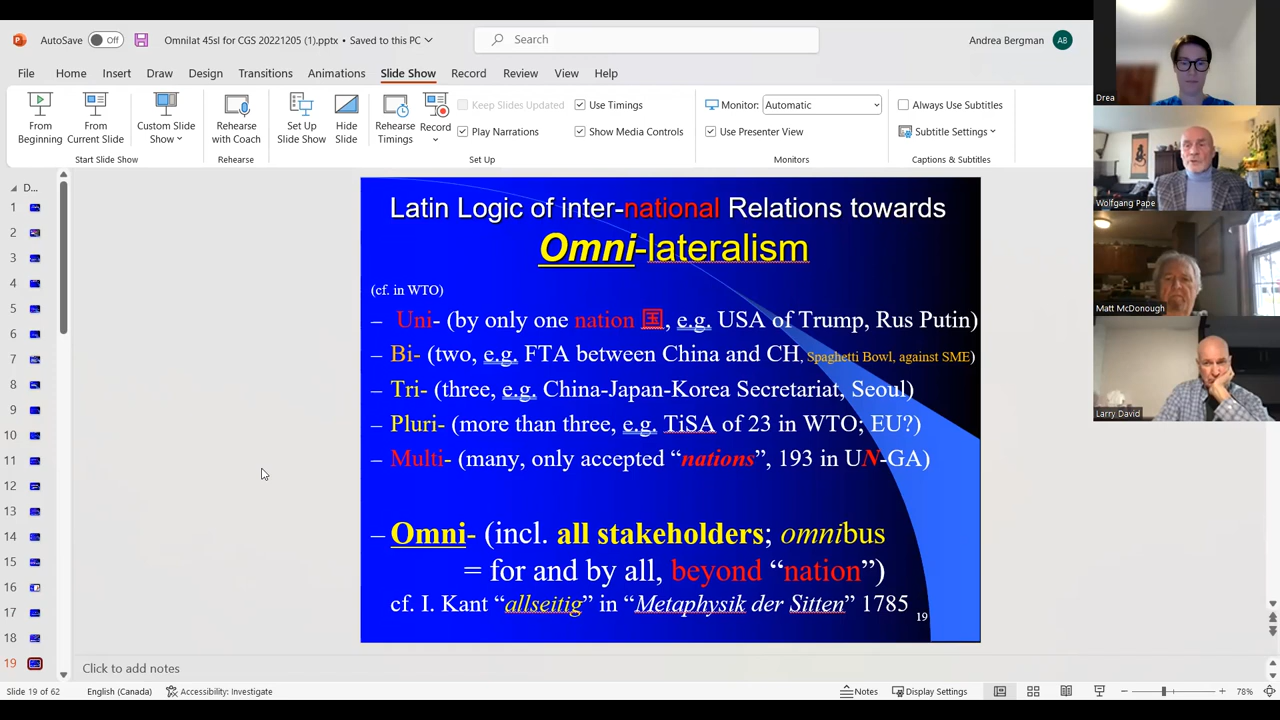 AutoSave Off Omnilat 45sl for CGS 20221205 (1).pptx • Saved to this PC Search Andrea Bergman AB
File Home Insert Draw Design Transitions Animations Slide Show Record Review View Help
From Beginning
From Current Slide
Custom Slide Show
Rehearse with Coach
Set Up Slide Show
Hide Slide
Rehearse Timings
Record
Keep Slides Updated
Play Narrations
Use Timings
Show Media Controls
Monitor: Automatic
Use Presenter View
Always Use Subtitles
Subtitle Settings
Start Slide Show Rehearse Set Up Monitors Captions & Subtitles
D...
1
2
3
4
5
6
7
8
9
10
11
12
13
14
15
16
17
18
19
Latin Logic of inter-national Relations towards
Omni-lateralism
(cf. in WTO)
– Uni- (by only one nation 国, e.g. USA of Trump, Rus Putin)
– Bi- (two, e.g. FTA between China and CH, Spaghetti Bowl, against SME)
– Tri- (three, e.g. China-Japan-Korea Secretariat, Seoul)
– Pluri- (more than three, e.g. TiSA of 23 in WTO; EU?)
– Multi- (many, only accepted “nations”, 193 in UN-GA)
– Omni- (incl. all stakeholders; omnibus
= for and by all, beyond “nation”)
cf. I. Kant “allseitig” in “Metaphysik der Sitten” 1785
19
Click to add notes
Slide 19 of 62 English (Canada) Accessibility: Investigate Notes Display Settings 78%
Drea
Wolfgang Pape
Matt McDonough
Larry David